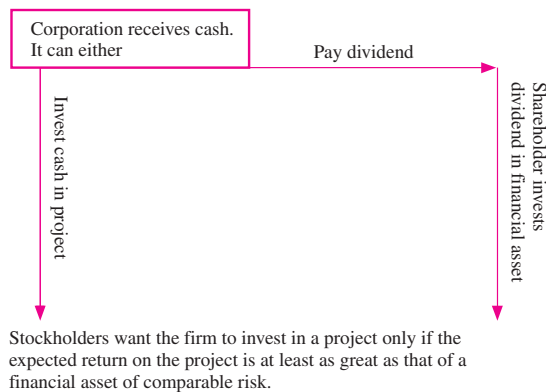 Corporation receives cash.
It can either
Pay dividend
Invest cash in project
Shareholder invests
dividend in financial asset
Stockholders want the firm to invest in a project only if the
expected return on the project is at least as great as that of a
financial asset of comparable risk.